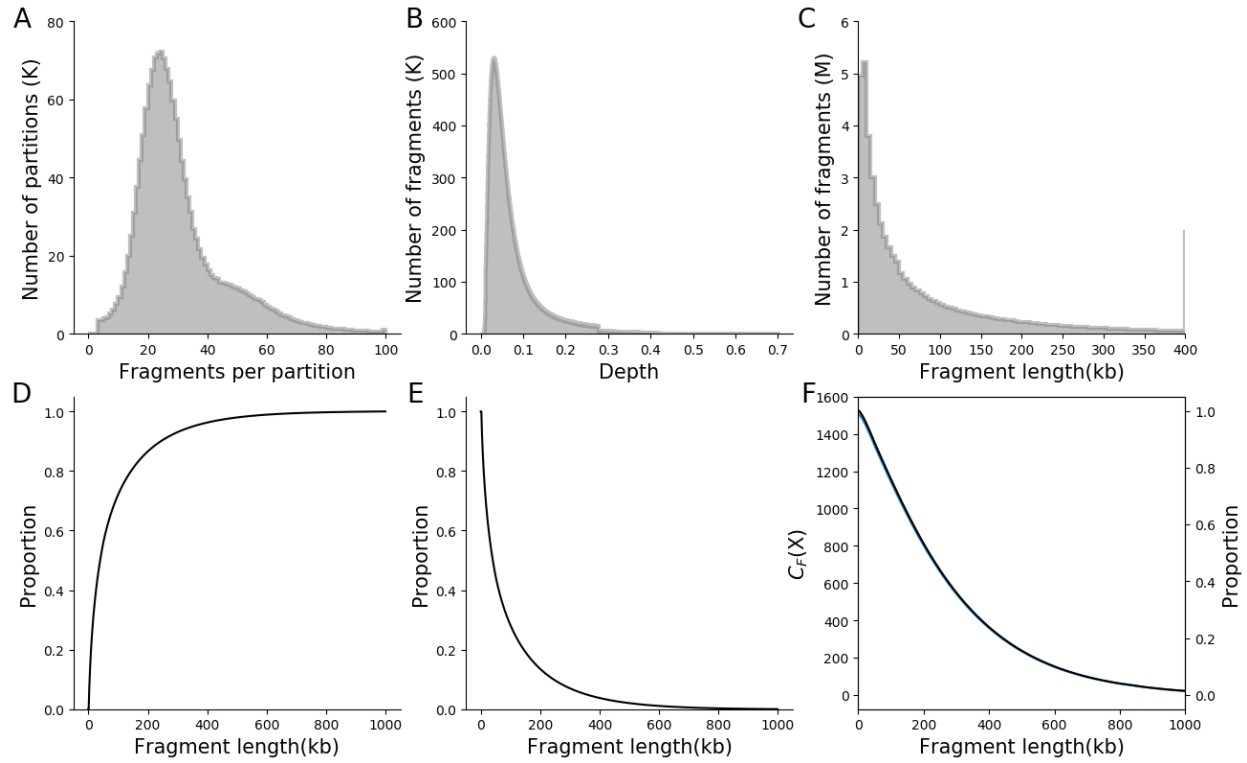 A
Number of partitions (K)
80
60
40
20
0
0 20 40 60 80 100
Fragments per partition
B
Number of fragments (K)
600
500
400
300
200
100
0
0.0 0.1 0.2 0.3 0.4 0.5 0.6 0.7
Depth
C
Number of fragments (M)
6
5
4
3
2
1
0
0 50 100 150 200 250 300 350 400
Fragment length(kb)
D
Proportion
1.0
0.8
0.6
0.4
0.2
0.0
0 200 400 600 800 1000
Fragment length(kb)
E
Proportion
1.0
0.8
0.6
0.4
0.2
0.0
0 200 400 600 800 1000
Fragment length(kb)
F
C_F(X)
1600
1400
1200
1000
800
600
400
200
0
0 200 400 600 800 1000
Fragment length(kb)
1.0
0.8
0.6
0.4
0.2
0.0
Proportion